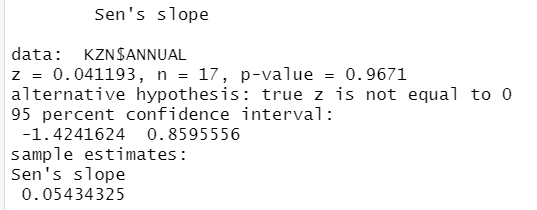 Sen's slope
data: KZN$ANNUAL
z = 0.041193, n = 17, p-value = 0.9671
alternative hypothesis: true z is not equal to 0
95 percent confidence interval:
-1.4241624 0.8595556
sample estimates:
Sen's slope
0.05434325